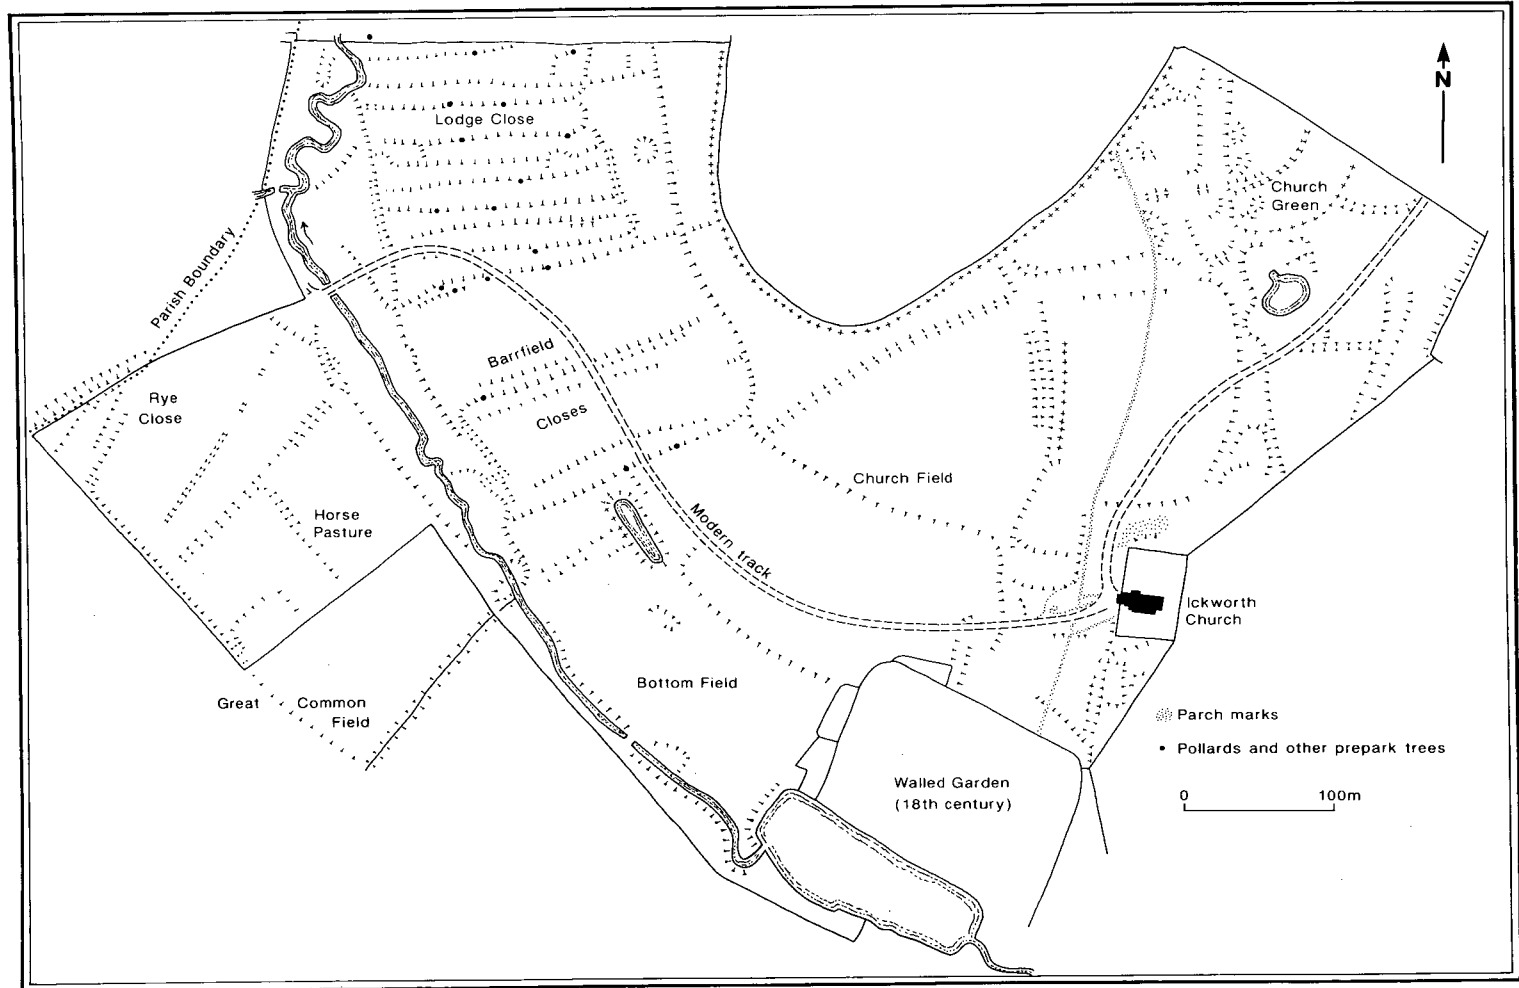 N
Lodge Close
Church
Green
Parish Boundary
Barrfield
Closes
Rye
Close
Church Field
Horse
Pasture
Modern track
Ickworth
Church
Bottom Field
Great Common
Field
Parch marks
Pollards and other prepark trees
Walled Garden
(18th century)
0 100m